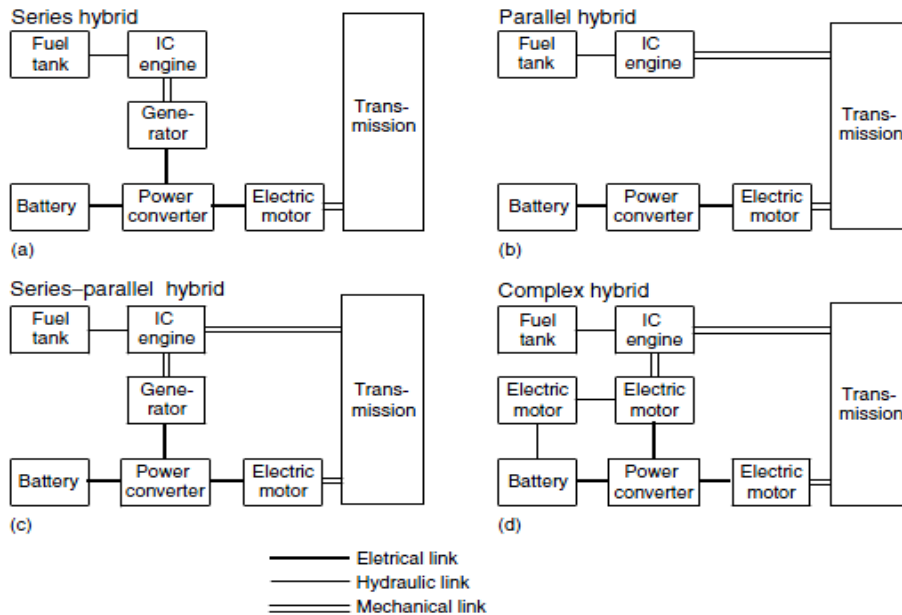 Series hybrid
Fuel
tank
IC
engine
Gene-
rator
Trans-
mission
Battery
Power
converter
Electric
motor
(a)
Parallel hybrid
Fuel
tank
IC
engine
Trans-
mission
Battery
Power
converter
Electric
motor
(b)
Series–parallel hybrid
Fuel
tank
IC
engine
Gene-
rator
Trans-
mission
Battery
Power
converter
Electric
motor
(c)
Complex hybrid
Fuel
tank
IC
engine
Electric
motor
Electric
motor
Trans-
mission
Battery
Power
converter
Electric
motor
(d)
Eletrical link
Hydraulic link
Mechanical link